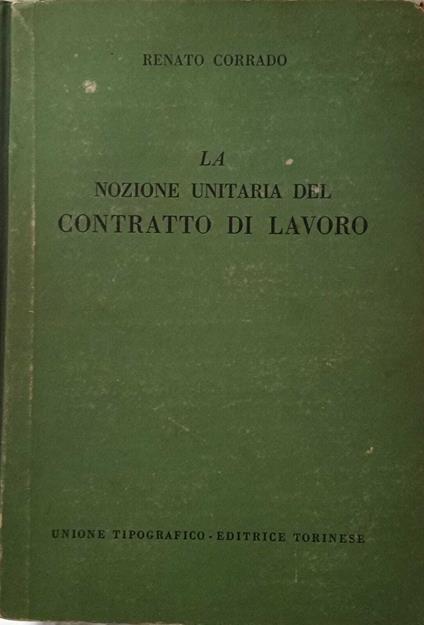 RENATO CORRADO
LA
NOZIONE UNITARIA DEL
CONTRATTO DI LAVORO
UNIONE TIPOGRAFICO - EDITRICE TORINESE